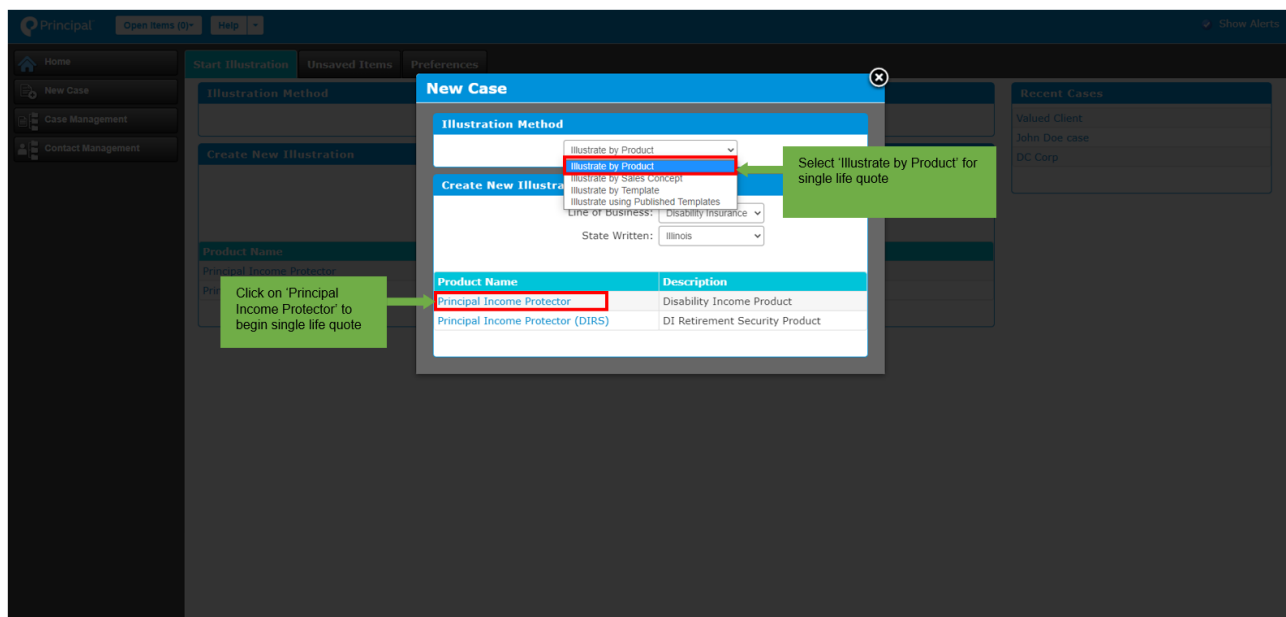 Principal Open Items (0) Help Show Alerts
Home
New Case
Case Management
Contact Management
Start Illustration Unsaved Items Preferences
Illustration Method
Create New Illustration
Product Name
Principal Income Protector
Recent Cases
Valued Client
John Doe case
DC Corp
New Case
Illustration Method
Illustrate by Product
Illustrate by Product
Illustrate by Sales Concept
Illustrate by Template
Illustrate using Published Templates
Select 'Illustrate by Product' for
single life quote
Create New Illustra
Line of Business: Disability Insurance
State Written: Illinois
Product Name Description
Principal Income Protector Disability Income Product
Principal Income Protector (DIRS) DI Retirement Security Product
Click on 'Principal
Income Protector' to
begin single life quote